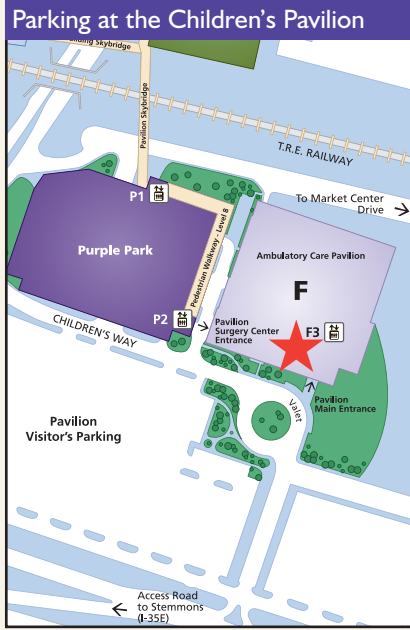 Parking at the Children's Pavilion
Skybridge
Pavilion Skybridge
T.R.E. RAILWAY
To Market Center
Drive
P1
Purple Park
Pedestrian Walkway - Level 8
Ambulatory Care Pavilion
F
P2
Pavilion
Surgery Center
Entrance
F3
CHILDREN'S WAY
Valet
Pavilion
Main Entrance
Pavilion
Visitor's Parking
Access Road
to Stemmons
(I-35E)